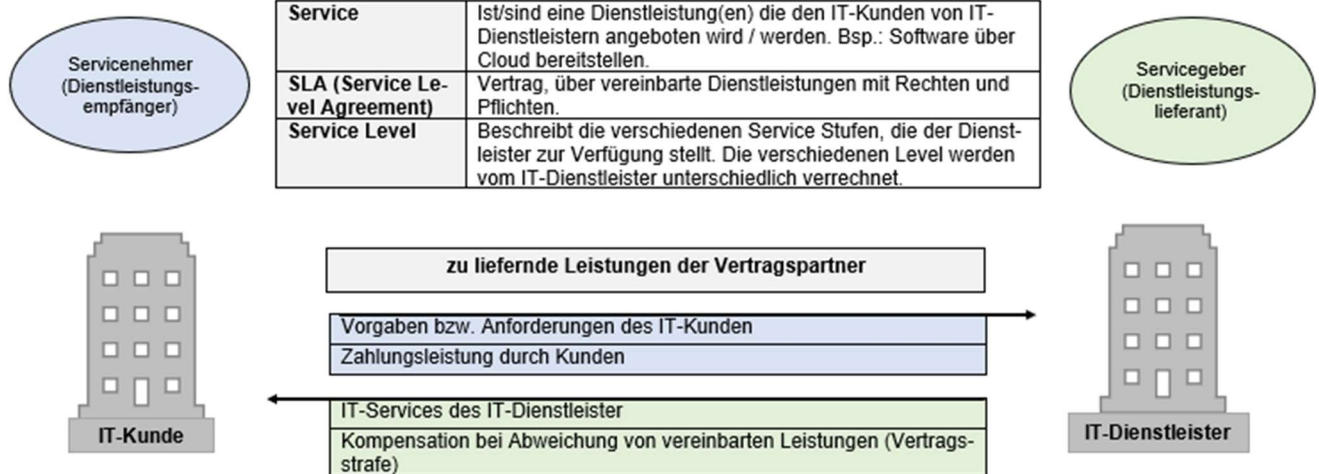 Servicenehmer
(Dienstleistungs-
empfänger)
Service
Ist/sind eine Dienstleistung(en) die den IT-Kunden von IT-
Dienstleistern angeboten wird / werden. Bsp.: Software über
Cloud bereitstellen.
SLA (Service Le-
vel Agreement)
Vertrag, über vereinbarte Dienstleistungen mit Rechten und
Pflichten.
Service Level
Beschreibt die verschiedenen Service Stufen, die der Dienst-
leister zur Verfügung stellt. Die verschiedenen Level werden
vom IT-Dienstleister unterschiedlich verrechnet.
Servicegeber
(Dienstleistungs-
lieferant)
zu liefernde Leistungen der Vertragspartner
Vorgaben bzw. Anforderungen des IT-Kunden
Zahlungsleistung durch Kunden
IT-Services des IT-Dienstleister
Kompensation bei Abweichung von vereinbarten Leistungen (Vertrags-
strafe)
IT-Kunde
IT-Dienstleister